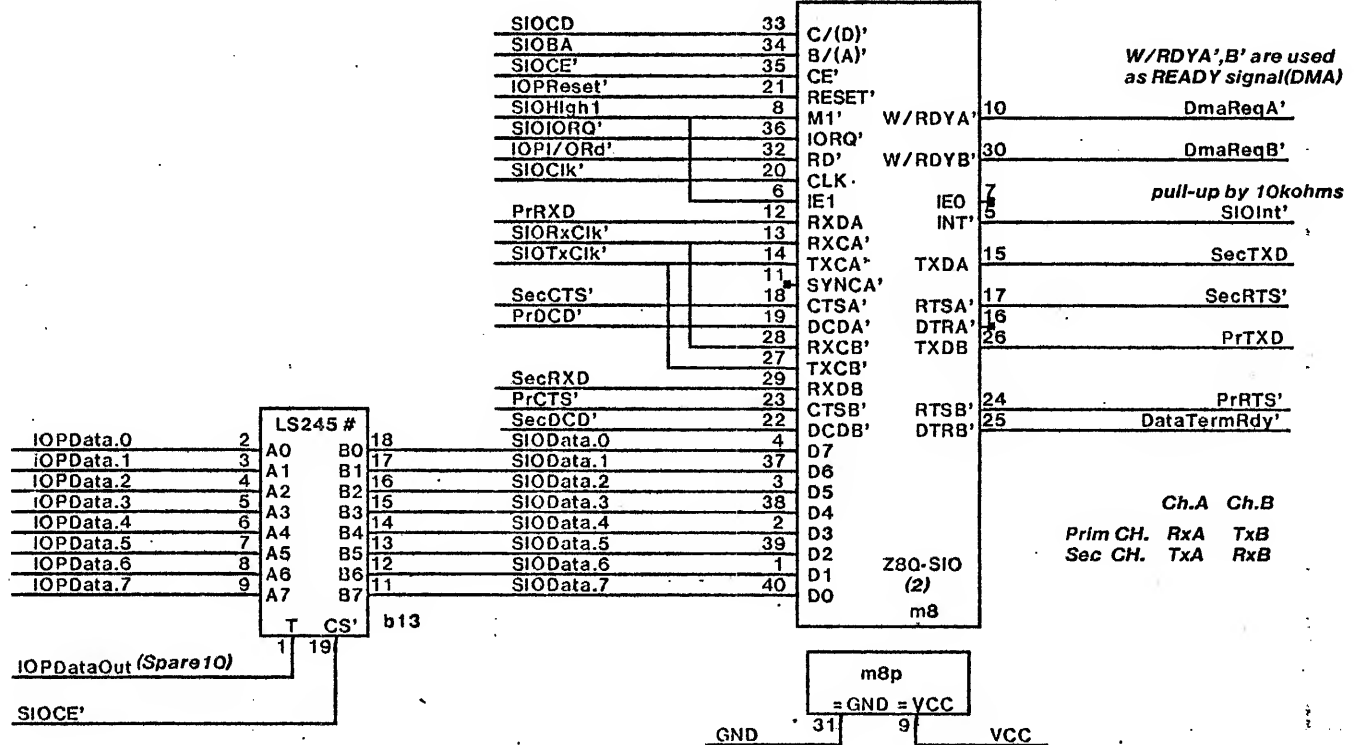 SIOCD 33 C/(D)'
SIOBA 34 B/(A)'
SIOCE' 35 CE'
IOPReset' 21 RESET'
SIOHigh1 8 M1'
SIOIORQ' 36 IORQ'
IOPI/ORd' 32 RD'
SIOClk' 20 CLK
6 IE1
PrRXD 12 RXDA
SIORxClk' 13 RXCA'
SIOTxClk' 14 TXCA'
11 SYNCA'
SecCTS' 18 CTSA'
PrDCD' 19 DCDA'
28 RXCB'
27 TXCB'
SecRXD 29 RXDB
PrCTS' 23 CTSB'
SecDCD' 22 DCDB'
SIOData.0 4 D7
SIOData.1 37 D6
SIOData.2 3 D5
SIOData.3 38 D4
SIOData.4 2 D3
SIOData.5 39 D2
SIOData.6 1 D1
SIOData.7 40 D0
W/RDYA',B' are used
as READY signal(DMA)
W/RDYA' 10 DmaReqA'
W/RDYB' 30 DmaReqB'
pull-up by 10kohms
IEO 7
INT' 5 SIOInt'
TXDA 15 SecTXD
RTSA' 17 SecRTS'
DTRA' 16
TXDB 26 PrTXD
RTSB' 24 PrRTS'
DTRB' 25 DataTermRdy'
Z80-SIO
(2)
m8
Ch.A Ch.B
Prim CH. RxA TxB
Sec CH. TxA RxB
LS245 #
IOPData.0 2 A0 B0 18
IOPData.1 3 A1 B1 17
IOPData.2 4 A2 B2 16
IOPData.3 5 A3 B3 15
IOPData.4 6 A4 B4 14
IOPData.5 7 A5 B5 13
IOPData.6 8 A6 B6 12
IOPData.7 9 A7 B7 11
T CS' b13
1 19
IOPDataOut (Spare10)
SIOCE'
m8p
=GND =VCC
31 9
GND VCC